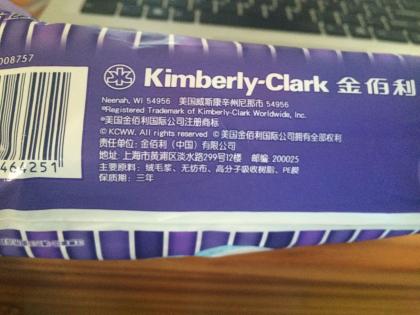 008757
Kimberly-Clark 金佰利
Neenah, WI 54956 美国威斯康辛州尼那市 54956
®Registered Trademark of Kimberly-Clark Worldwide, Inc.
®美国金佰利国际公司注册商标
© KCWW. All rights reserved ©美国金佰利国际公司拥有全部权利
责任单位: 金佰利（中国）有限公司
地址: 上海市黄浦区淡水路299号12楼 邮编: 200025
主要原料: 绒毛浆、无纺布、高分子吸收树脂、PE膜
保质期: 三年
464251